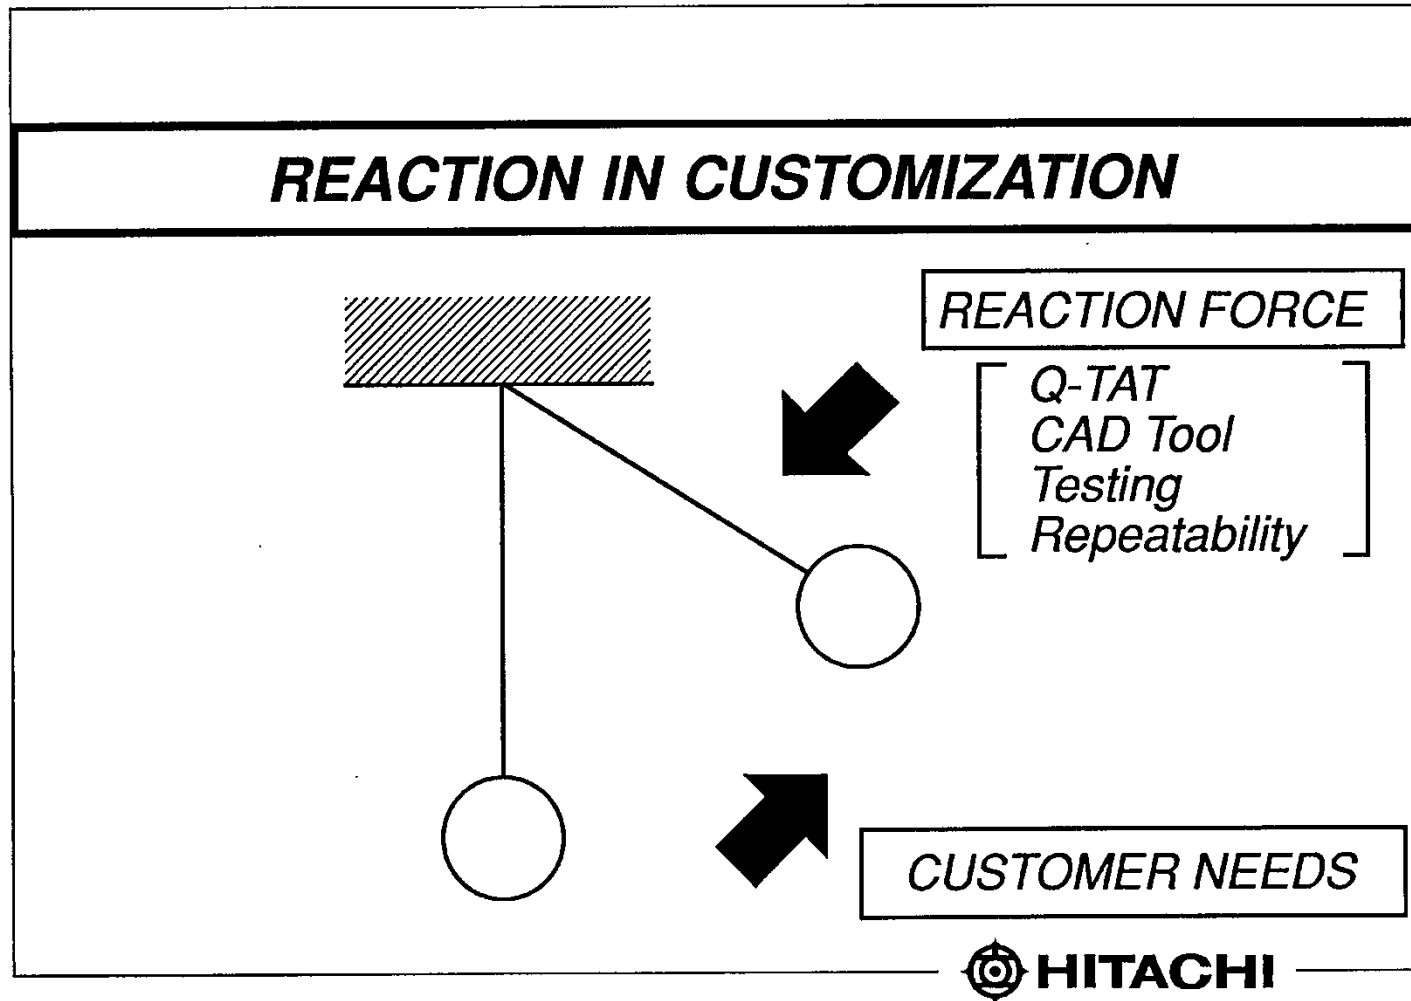 REACTION IN CUSTOMIZATION
REACTION FORCE
Q-TAT
CAD Tool
Testing
Repeatability
CUSTOMER NEEDS
HITACHI